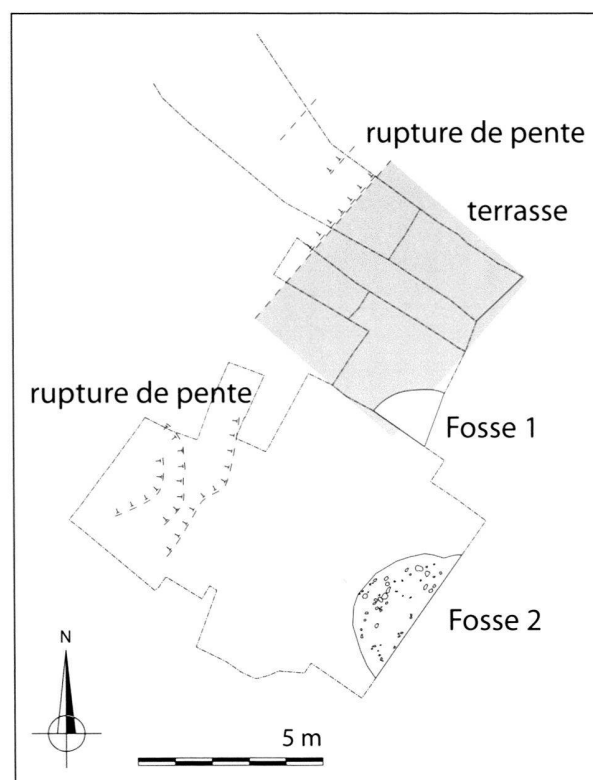 rupture de pente
terrasse
rupture de pente
Fosse 1
Fosse 2
N
5 m